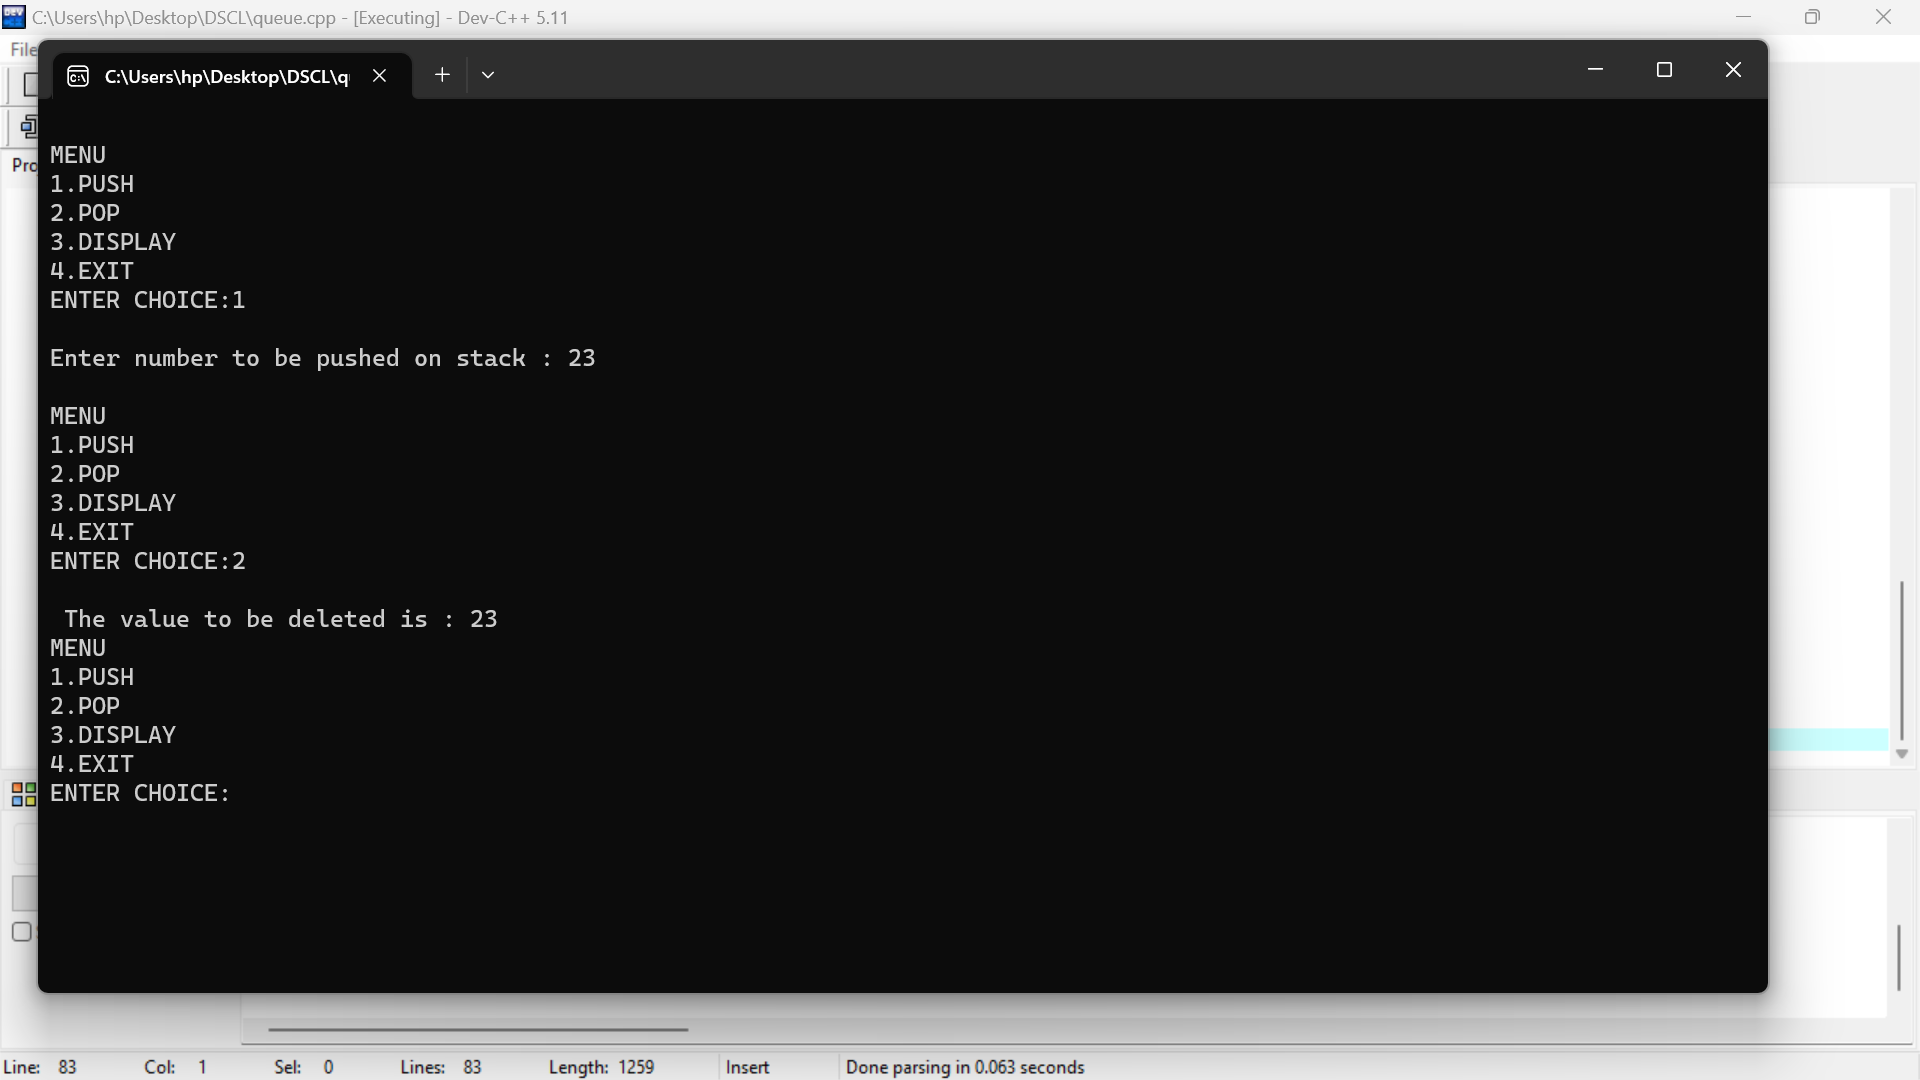 C:\Users\hp\Desktop\DSCL\queue.cpp - [Executing] - Dev-C++ 5.11
File
C:\Users\hp\Desktop\DSCL\q
MENU
1.PUSH
2.POP
3.DISPLAY
4.EXIT
ENTER CHOICE:1
Enter number to be pushed on stack : 23
MENU
1.PUSH
2.POP
3.DISPLAY
4.EXIT
ENTER CHOICE:2
The value to be deleted is : 23
MENU
1.PUSH
2.POP
3.DISPLAY
4.EXIT
ENTER CHOICE:
Line: 83 Col: 1 Sel: 0 Lines: 83 Length: 1259 Insert Done parsing in 0.063 seconds